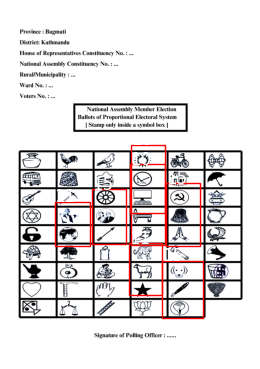 Province : Bagmati
District: Kathmandu
House of Representatives Constituency No. : ...
National Assembly Constituency No. : ...
Rural/Municipality : ...
Ward No. : ...
Voters No. : ...
National Assembly Member Election
Ballots of Proportional Electoral System
[ Stamp only inside a symbol box ]
Signature of Polling Officer : ......